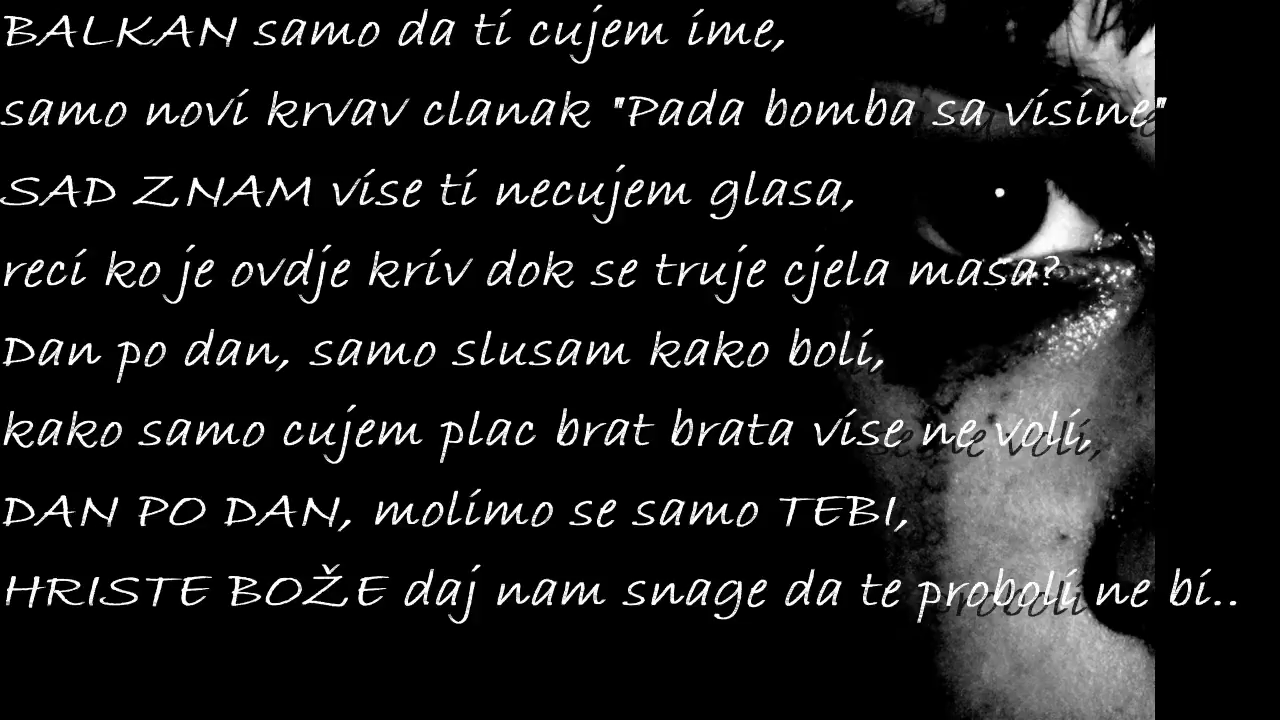 BALKAN samo da ti cujem ime,
samo novi krvav clanak "Pada bomba sa visine"
SAD ZNAM vise ti necujem glasa,
reci ko je ovdje kriv dok se truje cjela masa?
Dan po dan, samo slusam kako boli,
kako samo cujem plac brat brata vise ne voli,
DAN PO DAN, molimo se samo TEBI,
HRISTE BOŽE daj nam snage da te proboli ne bi..